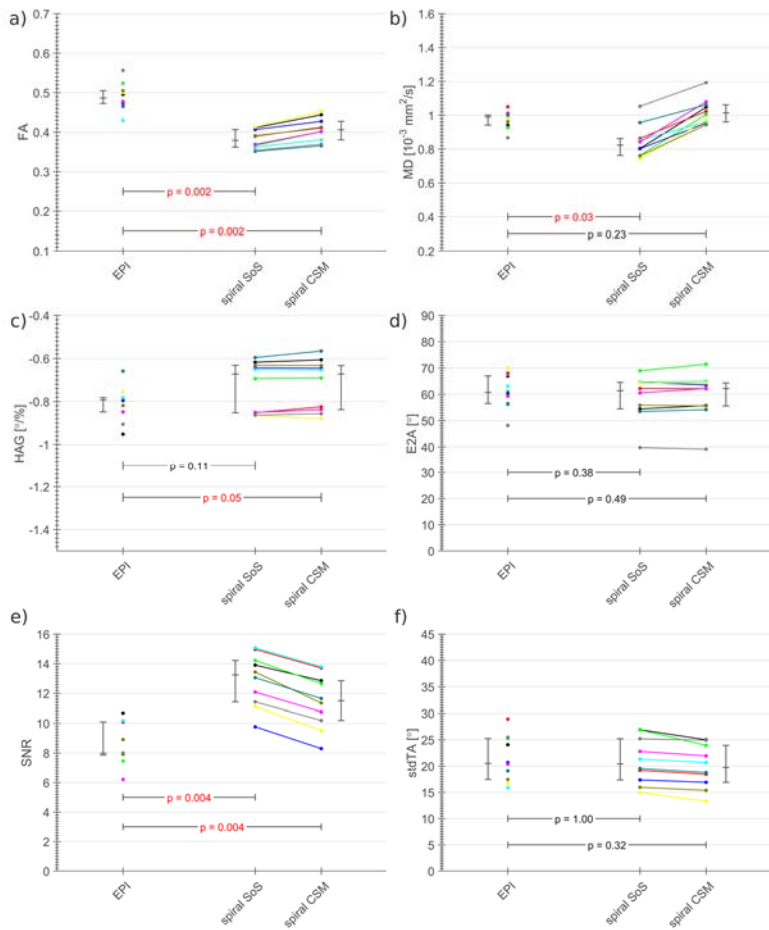 a)
0.7
0.6
0.5
0.4
0.3
0.2
0.1
FA
p = 0.002
p = 0.002
EPI
spiral SoS
spiral CSM
b)
1.6
1.4
1.2
1.0
0.8
0.6
0.4
0.2
MD [10⁻³ mm²/s]
p = 0.03
p = 0.23
EPI
spiral SoS
spiral CSM
c)
-0.4
-0.6
-0.8
-1
-1.2
-1.4
HAG [°/%]
p = 0.11
p = 0.05
EPI
spiral SoS
spiral CSM
d)
90
80
70
60
50
40
30
20
10
0
E2A [°]
p = 0.38
p = 0.49
EPI
spiral SoS
spiral CSM
e)
16
14
12
10
8
6
4
2
0
SNR
p = 0.004
p = 0.004
EPI
spiral SoS
spiral CSM
f)
45
40
35
30
25
20
15
10
5
0
stdTA [°]
p = 1.00
p = 0.32
EPI
spiral SoS
spiral CSM